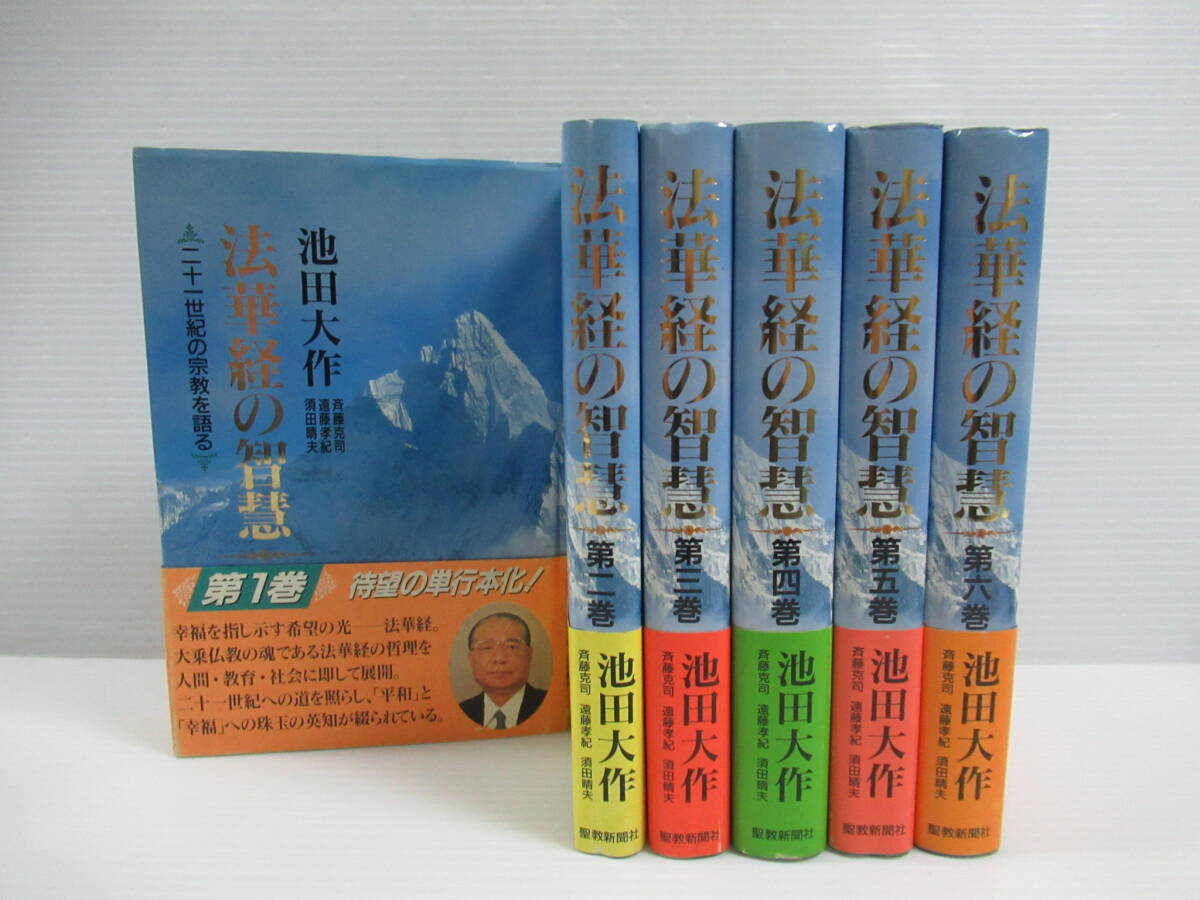 池田大作
斉藤克司
遠藤孝紀
須田晴夫
法華経の智慧
二十一世紀の宗教を語る
第1巻
待望の単行本化!
幸福を指し示す希望の光――法華経。
大乗仏教の魂である法華経の哲理を
人間・教育・社会に即して展開。
二十一世紀への道を照らし、「平和」と
「幸福」への珠玉の英知が綴られている。
法華経の智慧
第二巻
池田大作
斉藤克司 遠藤孝紀 須田晴夫
聖教新聞社
法華経の智慧
第三巻
池田大作
斉藤克司 遠藤孝紀 須田晴夫
聖教新聞社
法華経の智慧
第四巻
池田大作
斉藤克司 遠藤孝紀 須田晴夫
聖教新聞社
法華経の智慧
第五巻
池田大作
斉藤克司 遠藤孝紀 須田晴夫
聖教新聞社
法華経の智慧
第六巻
池田大作
斉藤克司 遠藤孝紀 須田晴夫
聖教新聞社